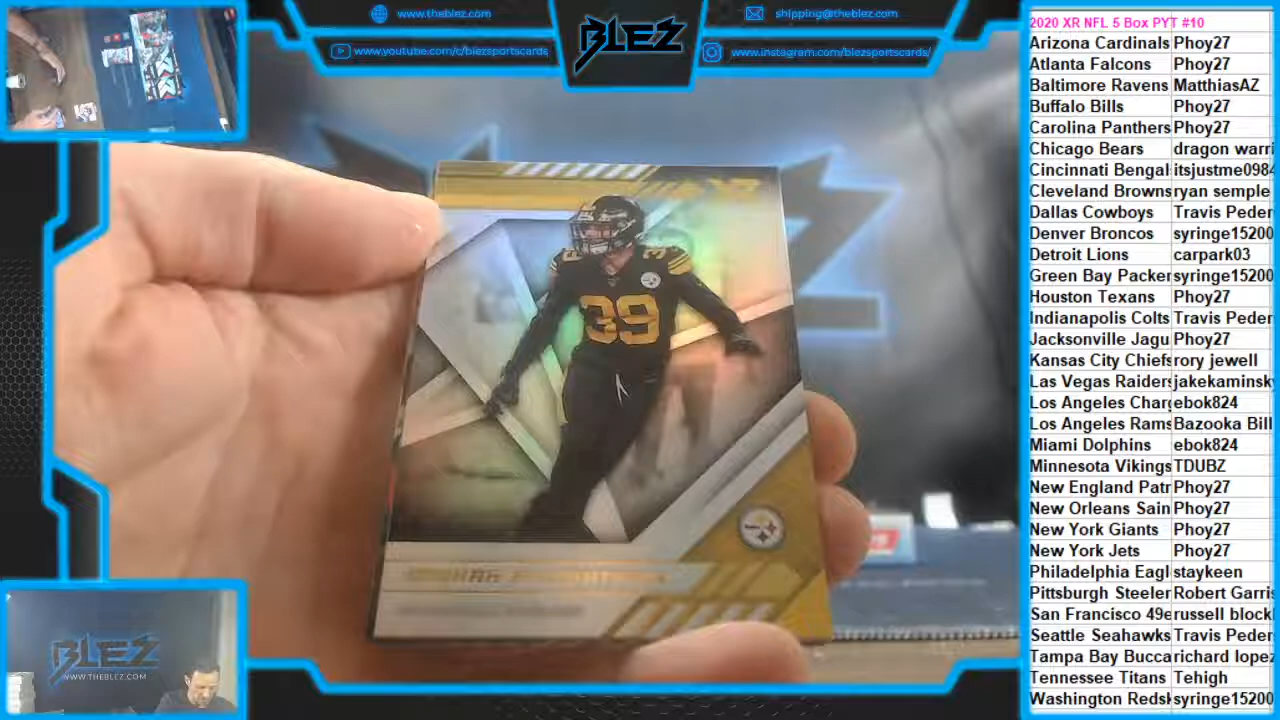 www.theblez.com
shipping@theblez.com
BLEZ
www.youtube.com/c/blezsportscards
www.instagram.com/blezsportscards/
2020 XR NFL 5 Box PYT #10
Arizona Cardinals Phoy27
Atlanta Falcons Phoy27
Baltimore Ravens MatthiasAZ
Buffalo Bills Phoy27
Carolina Panthers Phoy27
Chicago Bears dragon warri
Cincinnati Bengal itsjustme0984
Cleveland Browns ryan semple
Dallas Cowboys Travis Peder
Denver Broncos syringe15200
Detroit Lions carpark03
Green Bay Packer syringe15200
Houston Texans Phoy27
Indianapolis Colts Travis Peder
Jacksonville Jagu Phoy27
Kansas City Chiefs rory jewell
Las Vegas Raiders jakekaminsky
Los Angeles Charg ebok824
Los Angeles Rams Bazooka Bill
Miami Dolphins ebok824
Minnesota Vikings TDUBZ
New England Patr Phoy27
New Orleans Sain Phoy27
New York Giants Phoy27
New York Jets Phoy27
Philadelphia Eagl staykeen
Pittsburgh Steeler Robert Garris
San Francisco 49e russell block
Seattle Seahawks Travis Peder
Tampa Bay Bucca richard lopez
Tennessee Titans Tehigh
Washington Redsk syringe15200
39
39
Steelers
BLEZ
WWW.THEBLEZ.COM